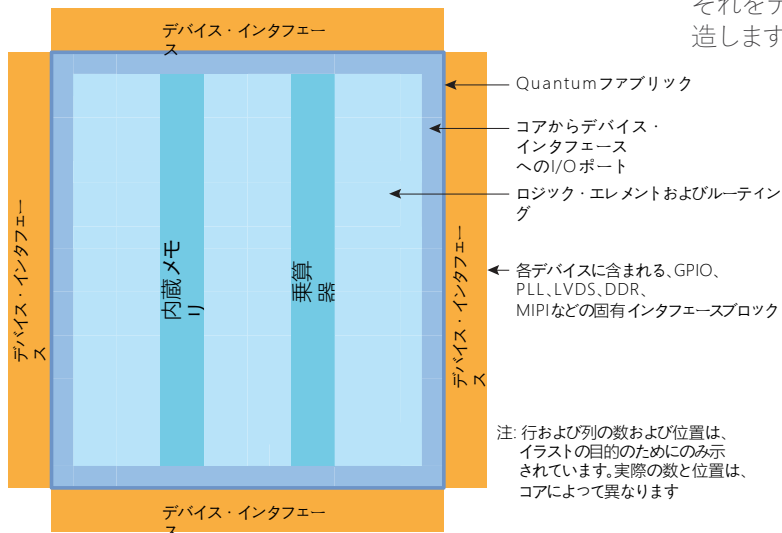 それをデ
造します
デバイス・インタフェー
ス
Quantumファブリック
コアからデバイス・
インタフェース
へのI/Oポート
ロジック・エレメントおよびルーティン
グ
デバイス・インタフェー
ス
内蔵メモ
リ
乗算
器
デバイス・インタフェー
ス
各デバイスに含まれる、GPIO、
PLL、LVDS、DDR、
MIPIなどの固有インタフェースブロック
注: 行および列の数および位置は、
イラストの目的のためにのみ示
されています。実際の数と位置は、
コアによって異なります
デバイス・インタフェー
ス